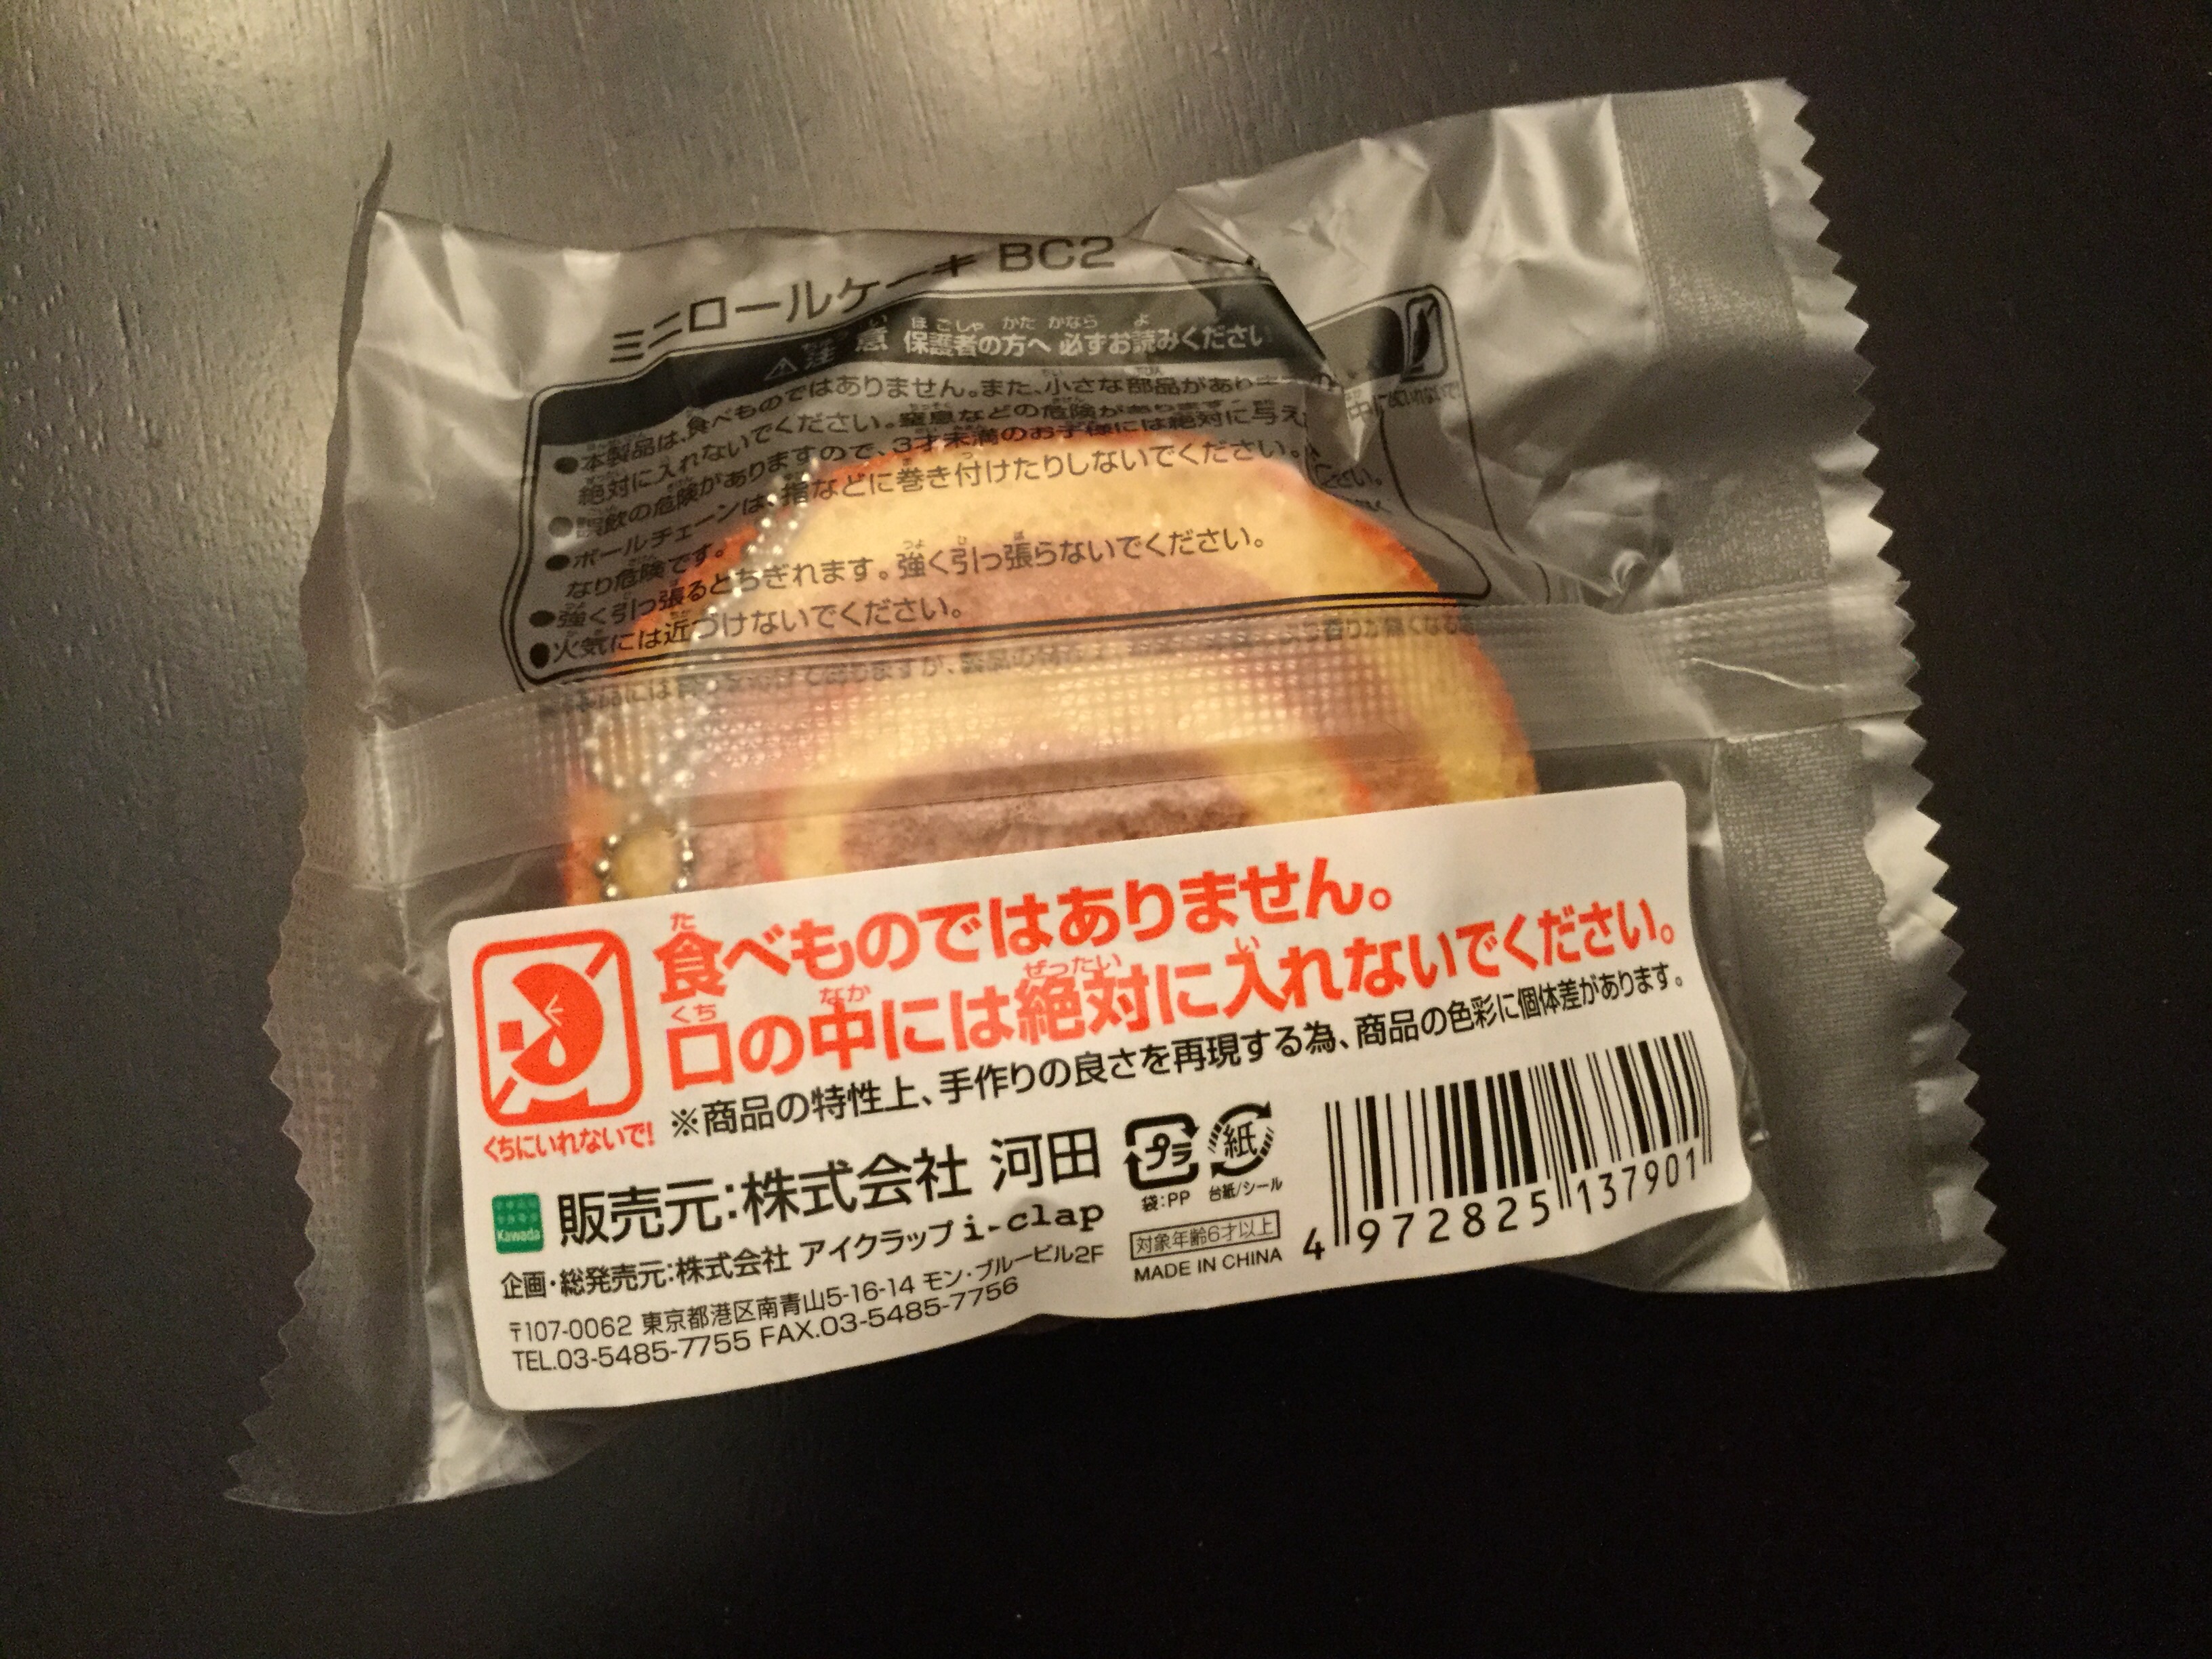 ミニロールケーキ BC2
⚠注 意 保護者の方へ 必ずお読みください
●本製品は、食べものではありません。また、小さな部品があり
絶対に入れないでください。窒息などの危険があります。
●誤飲の危険がありますので、3才未満のお子様には絶対に与え
●ボールチェーンは、指などに巻き付けたりしないでください。
なり危険です。
●強く引っ張るとちぎれます。強く引っ張らないでください。
●火気には近づけないでください。
食べものではありません。
口の中には絶対に入れないでください。
くちにいれないで!
※商品の特性上、手作りの良さを再現する為、商品の色彩に個体差があります。
Kawada
販売元:株式会社 河田
プラ 紙
袋:PP 台紙/シール
企画・総発売元:株式会社 アイクラップ i-clap
対象年齢6才以上
MADE IN CHINA
〒107-0062 東京都港区南青山5-16-14 モン・ブルービル2F
TEL.03-5485-7755 FAX.03-5485-7756
4 972825 137901